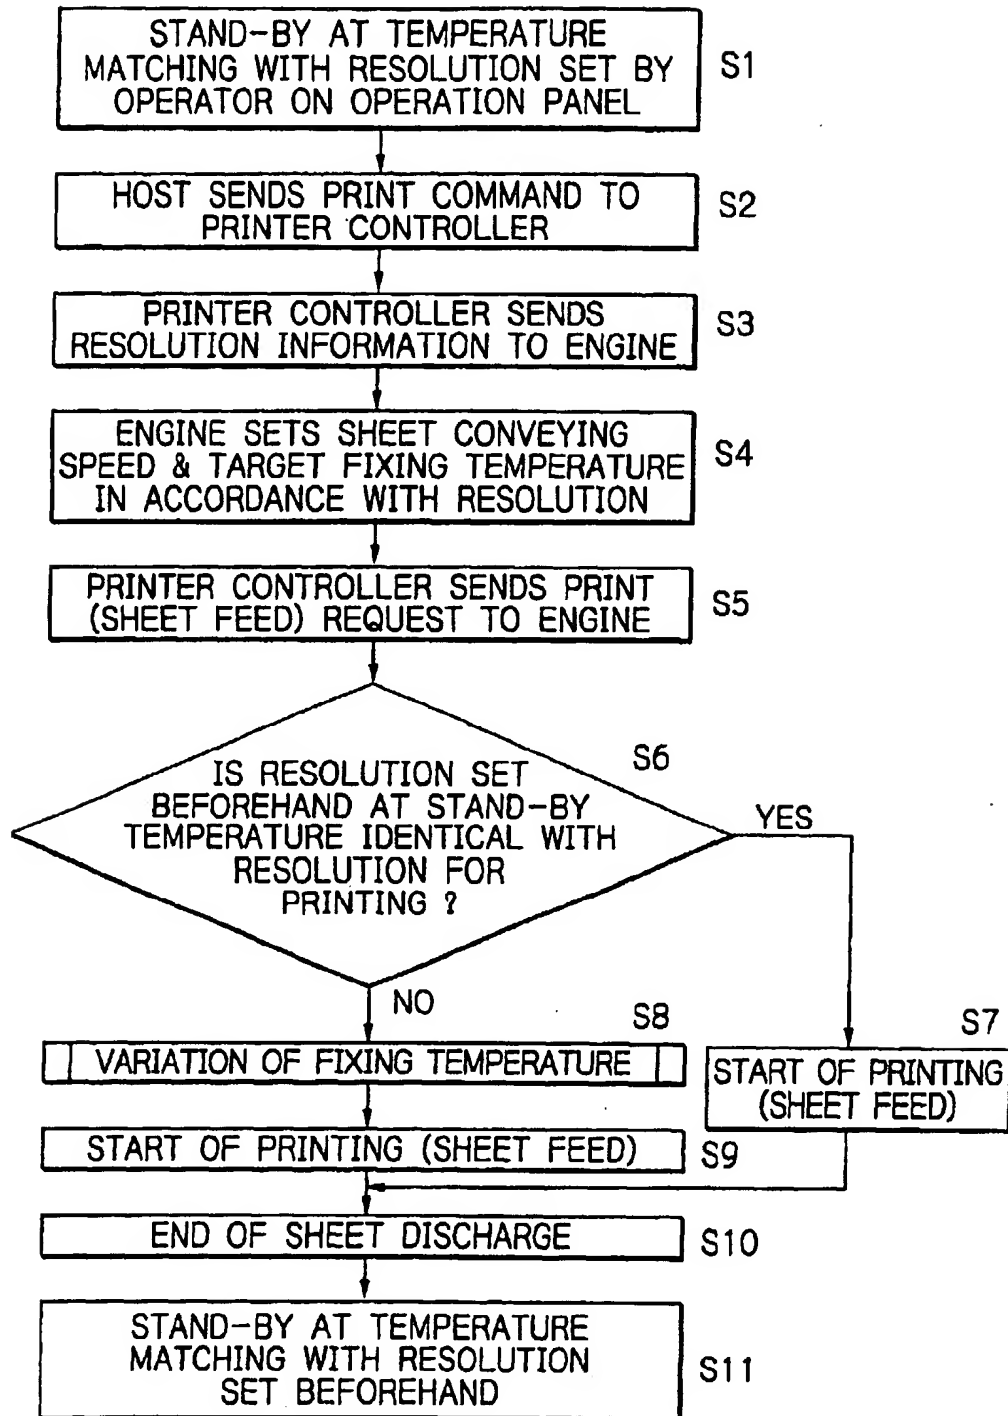 STAND-BY AT TEMPERATURE
MATCHING WITH RESOLUTION SET BY
OPERATOR ON OPERATION PANEL
S1
HOST SENDS PRINT COMMAND TO
PRINTER CONTROLLER
S2
PRINTER CONTROLLER SENDS
RESOLUTION INFORMATION TO ENGINE
S3
ENGINE SETS SHEET CONVEYING
SPEED & TARGET FIXING TEMPERATURE
IN ACCORDANCE WITH RESOLUTION
S4
PRINTER CONTROLLER SENDS PRINT
(SHEET FEED) REQUEST TO ENGINE
S5
S6
IS RESOLUTION SET
BEFOREHAND AT STAND-BY
TEMPERATURE IDENTICAL WITH
RESOLUTION FOR
PRINTING ?
YES
NO
S7
START OF PRINTING
(SHEET FEED)
S8
VARIATION OF FIXING TEMPERATURE
START OF PRINTING (SHEET FEED)
S9
END OF SHEET DISCHARGE
S10
STAND-BY AT TEMPERATURE
MATCHING WITH RESOLUTION
SET BEFOREHAND
S11